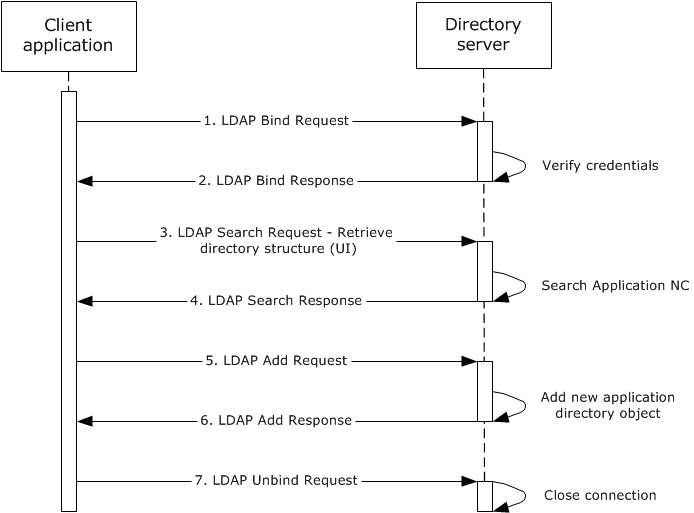 Client
application
Directory
server
1. LDAP Bind Request
Verify credentials
2. LDAP Bind Response
3. LDAP Search Request - Retrieve
directory structure (UI)
Search Application NC
4. LDAP Search Response
5. LDAP Add Request
Add new application
directory object
6. LDAP Add Response
7. LDAP Unbind Request
Close connection